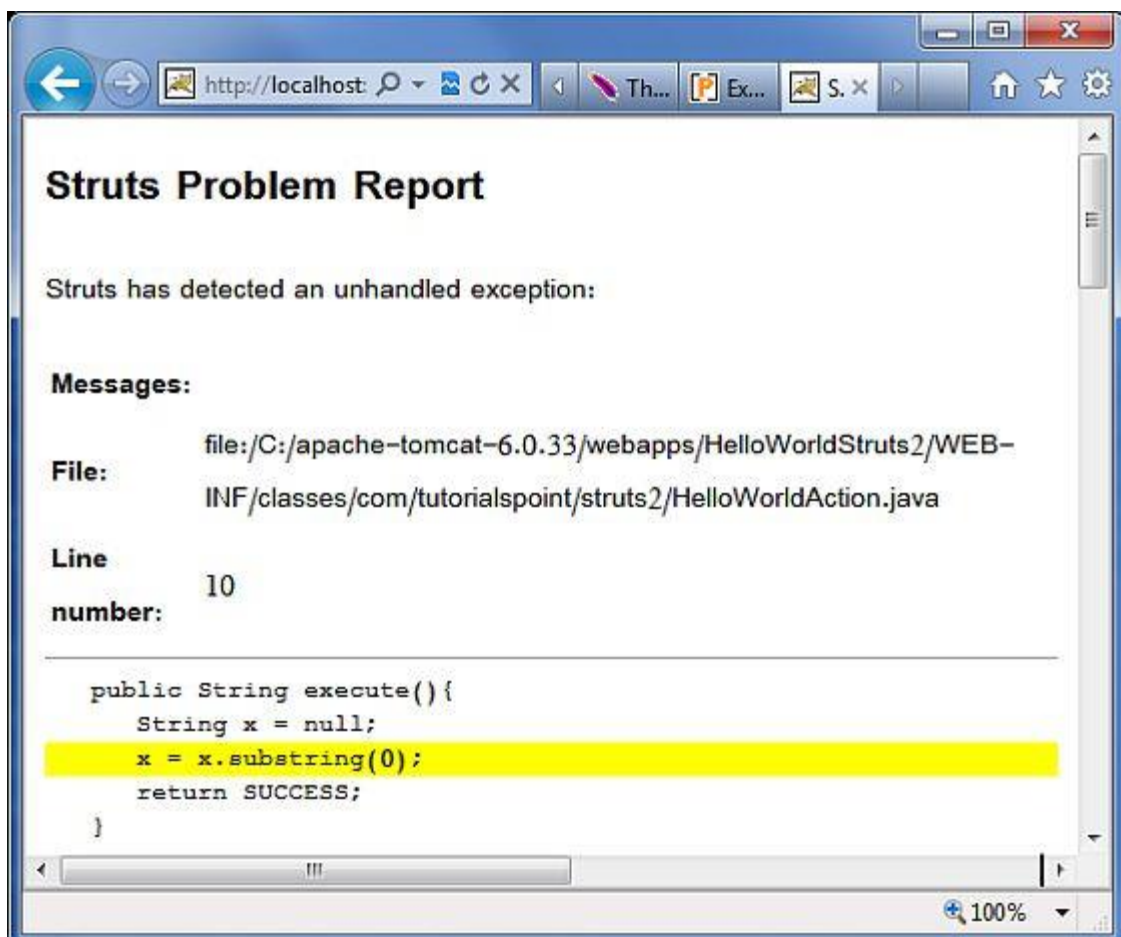 http://localhost:
Th...
Ex...
S.
Struts Problem Report
Struts has detected an unhandled exception:
Messages:
File:
file:/C:/apache-tomcat-6.0.33/webapps/HelloWorldStruts2/WEB-
INF/classes/com/tutorialspoint/struts2/HelloWorldAction.java
Line
number:
10
public String execute(){
String x = null;
x = x.substring(0);
return SUCCESS;
}
100%